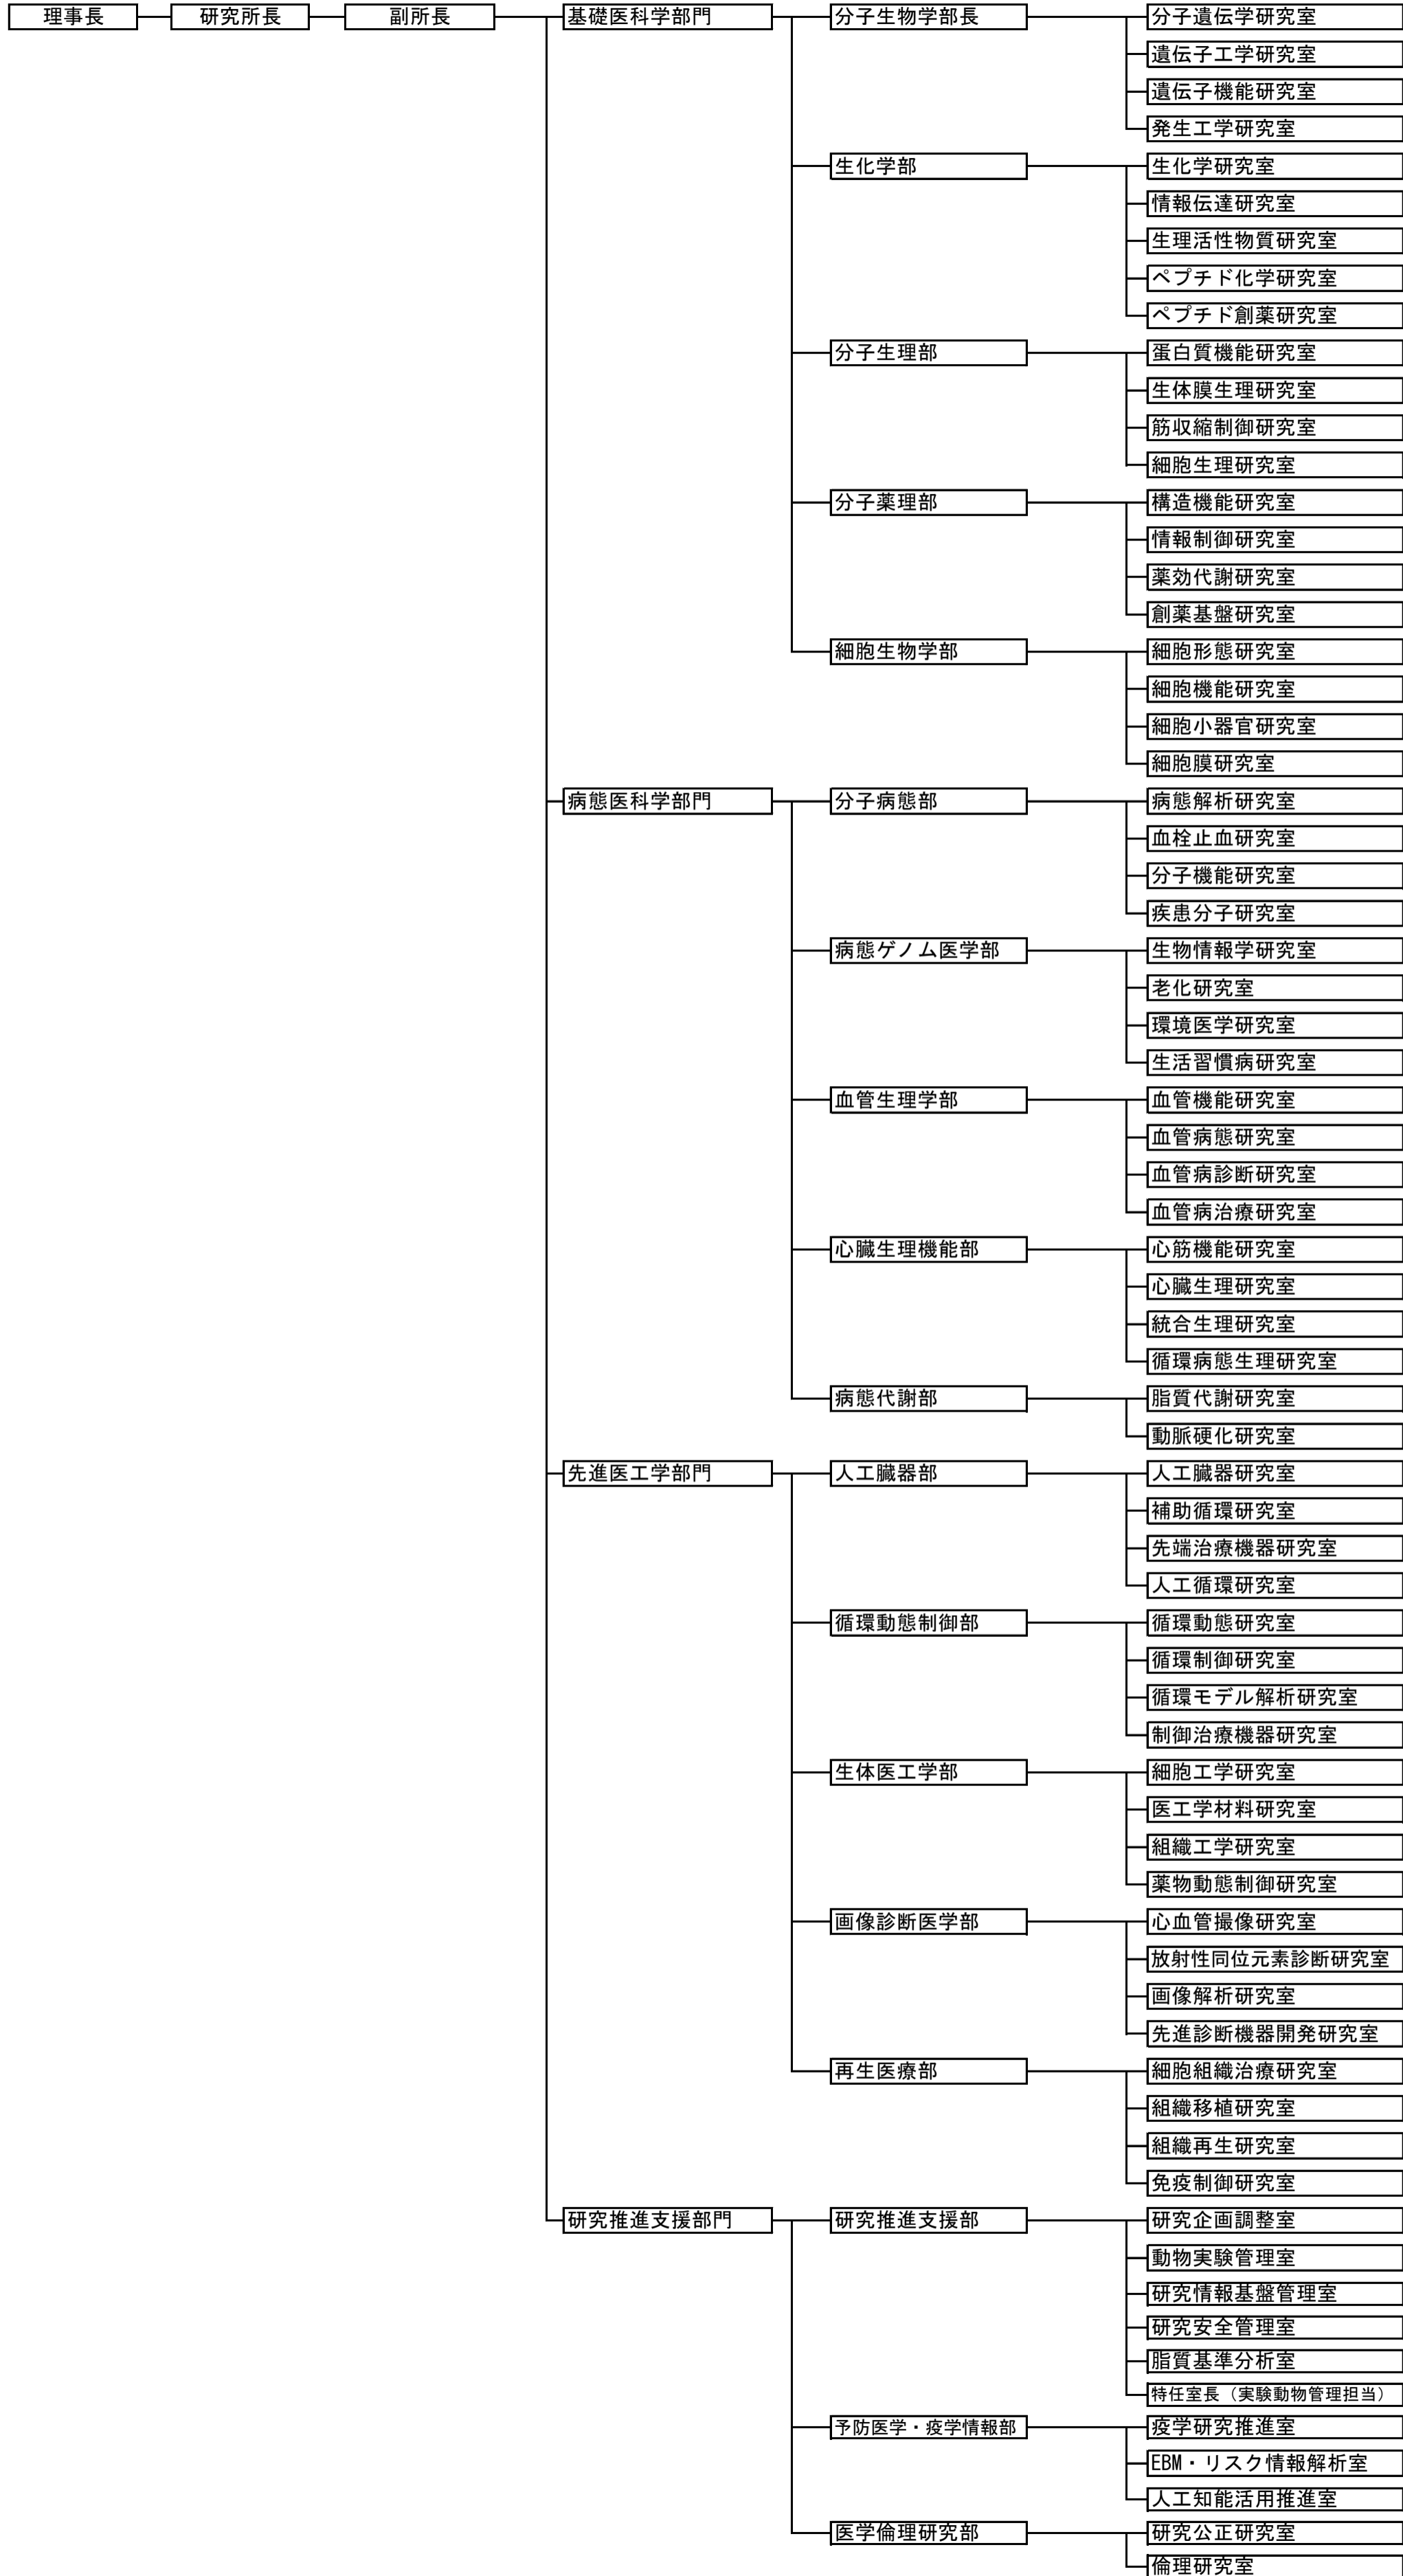 理事長
研究所長
副所長
基礎医科学部門
分子生物学部長
分子遺伝学研究室
遺伝子工学研究室
遺伝子機能研究室
発生工学研究室
生化学部
生化学研究室
情報伝達研究室
生理活性物質研究室
ペプチド化学研究室
ペプチド創薬研究室
分子生理部
蛋白質機能研究室
生体膜生理研究室
筋収縮制御研究室
細胞生理研究室
分子薬理部
構造機能研究室
情報制御研究室
薬効代謝研究室
創薬基盤研究室
細胞生物学部
細胞形態研究室
細胞機能研究室
細胞小器官研究室
細胞膜研究室
病態医科学部門
分子病態部
病態解析研究室
血栓止血研究室
分子機能研究室
疾患分子研究室
病態ゲノム医学部
生物情報学研究室
老化研究室
環境医学研究室
生活習慣病研究室
血管生理学部
血管機能研究室
血管病態研究室
血管病診断研究室
血管病治療研究室
心臓生理機能部
心筋機能研究室
心臓生理研究室
統合生理研究室
循環病態生理研究室
病態代謝部
脂質代謝研究室
動脈硬化研究室
先進医工学部門
人工臓器部
人工臓器研究室
補助循環研究室
先端治療機器研究室
人工循環研究室
循環動態制御部
循環動態研究室
循環制御研究室
循環モデル解析研究室
制御治療機器研究室
生体医工学部
細胞工学研究室
医工学材料研究室
組織工学研究室
薬物動態制御研究室
画像診断医学部
心血管撮像研究室
放射性同位元素診断研究室
画像解析研究室
先進診断機器開発研究室
再生医療部
細胞組織治療研究室
組織移植研究室
組織再生研究室
免疫制御研究室
研究推進支援部門
研究推進支援部
研究企画調整室
動物実験管理室
研究情報基盤管理室
研究安全管理室
脂質基準分析室
特任室長（実験動物管理担当）
予防医学・疫学情報部
疫学研究推進室
EBM・リスク情報解析室
人工知能活用推進室
医学倫理研究部
研究公正研究室
倫理研究室